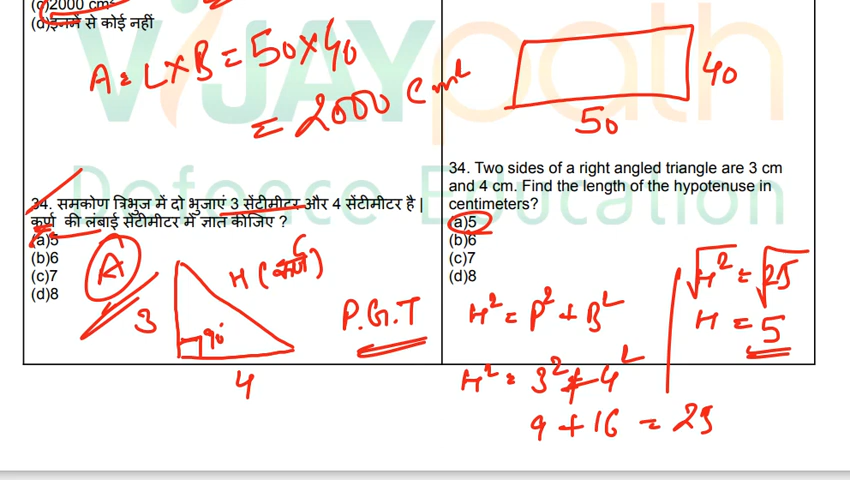 (c)2000 cm²
(d)इनमें से कोई नहीं
A = L × B = 50 × 40
= 2000 cm²
40
50
VIJAYpath
Defence Education
34. समकोण त्रिभुज में दो भुजाएं 3 सेंटीमीटर और 4 सेंटीमीटर है|
कर्ण की लंबाई सेंटीमीटर में ज्ञात कीजिए ?
(a)5
(b)6
(c)7
(d)8
A
3
90°
4
H (कर्ण)
P.G.T
34. Two sides of a right angled triangle are 3 cm
and 4 cm. Find the length of the hypotenuse in
centimeters?
(a)5
(b)6
(c)7
(d)8
H² = P² + B²
H² = 3² + 4²
9 + 16 = 25
√H² = √25
H = 5